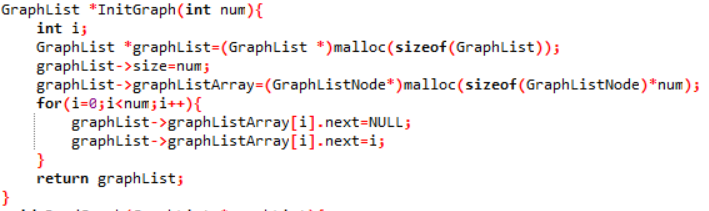 GraphList *InitGraph(int num){
int i;
GraphList *graphList=(GraphList *)malloc(sizeof(GraphList));
graphList->size=num;
graphList->graphListArray=(GraphListNode*)malloc(sizeof(GraphListNode)*num);
for(i=0;i<num;i++){
graphList->graphListArray[i].next=NULL;
graphList->graphListArray[i].next=i;
}
return graphList;
}